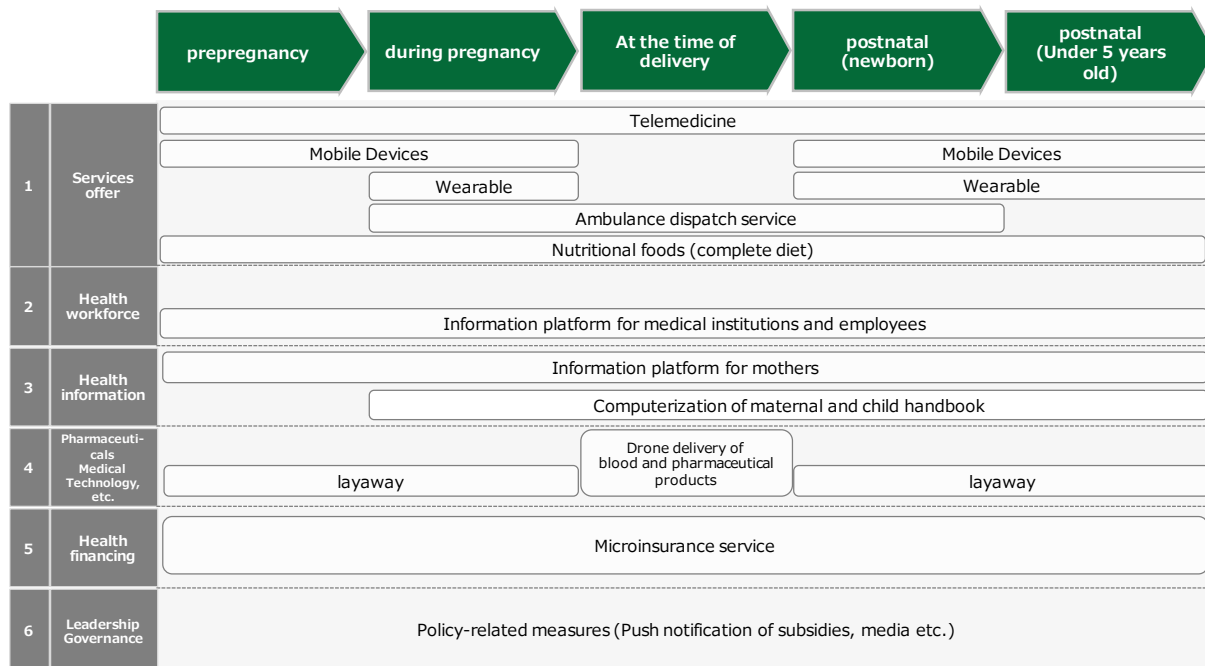 prepregnancy
during pregnancy
At the time of
delivery
postnatal
(newborn)
postnatal
(Under 5 years
old)
1
Services
offer
Telemedicine
Mobile Devices
Mobile Devices
Wearable
Wearable
Ambulance dispatch service
Nutritional foods (complete diet)
2
Health
workforce
Information platform for medical institutions and employees
3
Health
information
Information platform for mothers
Computerization of maternal and child handbook
4
Pharmaceuti-
cals
Medical
Technology,
etc.
layaway
Drone delivery of
blood and pharmaceutical
products
layaway
5
Health
financing
Microinsurance service
6
Leadership
Governance
Policy-related measures (Push notification of subsidies, media etc.)